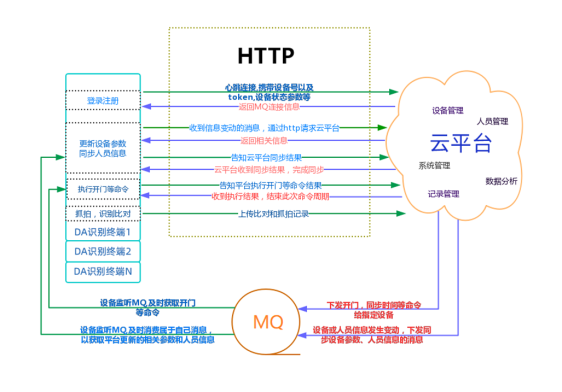 HTTP
心跳连接,携带设备号以及
token,设备状态参数等
登录注册
返回MQ连接信息
设备管理
人员管理
收到信息变动的消息，通过http请求云平台
更新设备参数
同步人员信息
返回相关信息
云平台
告知云平台同步结果
云平台收到同步结果，完成同步
系统管理
执行开门等命令
告知平台执行开门等命令结果
数据分析
收到执行结果，结束此次命令周期
记录管理
抓拍，识别比对
上传比对和抓拍记录
DA识别终端1
DA识别终端2
DA识别终端N
设备监听MQ,及时获取开门
等命令
下发开门，同步时间等命令
给指定设备
MQ
设备监听MQ,及时消费属于自己消息，
以获取平台更新的相关参数和人员信息
设备或人员信息发生变动，下发同
步设备参数、人员信息的消息